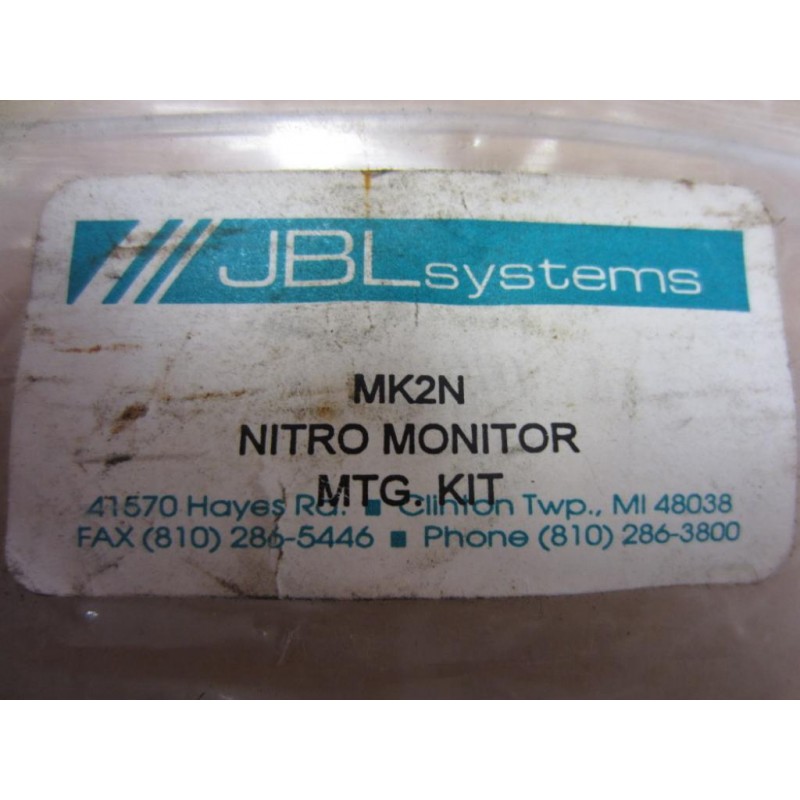 JBLsystems
MK2N
NITRO MONITOR
MTG. KIT
41570 Hayes Rd. ■ Clinton Twp., MI 48038
FAX (810) 286-5446 ■ Phone (810) 286-3800